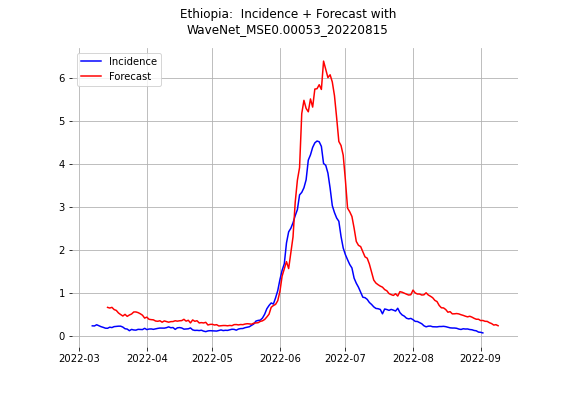 Ethiopia:  Incidence + Forecast with
WaveNet_MSE0.00053_20220815
Incidence
Forecast
6
5
4
3
2
1
0
2022-03 2022-04 2022-05 2022-06 2022-07 2022-08 2022-09